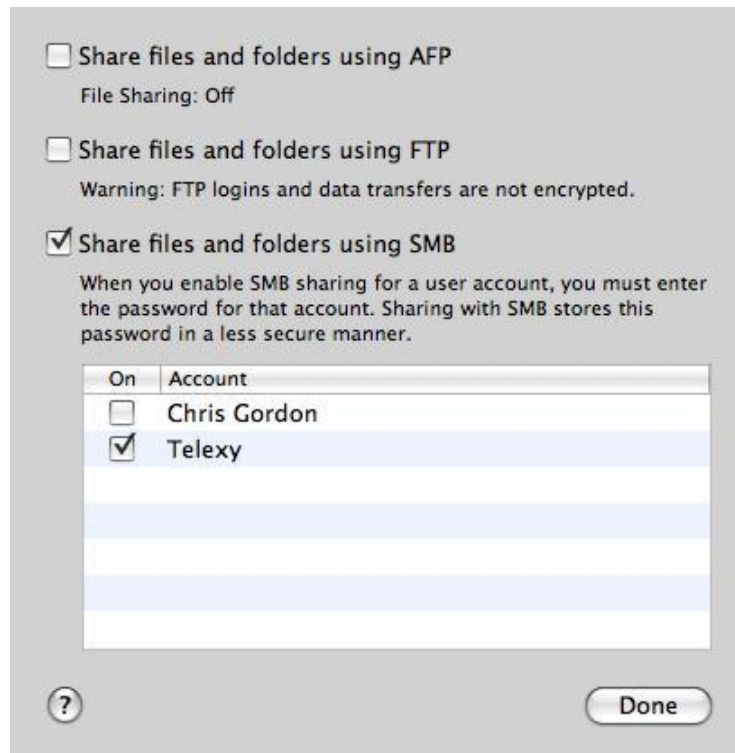 Share files and folders using AFP
File Sharing: Off
Share files and folders using FTP
Warning: FTP logins and data transfers are not encrypted.
Share files and folders using SMB
When you enable SMB sharing for a user account, you must enter
the password for that account. Sharing with SMB stores this
password in a less secure manner.
On Account
Chris Gordon
Telexy
? Done